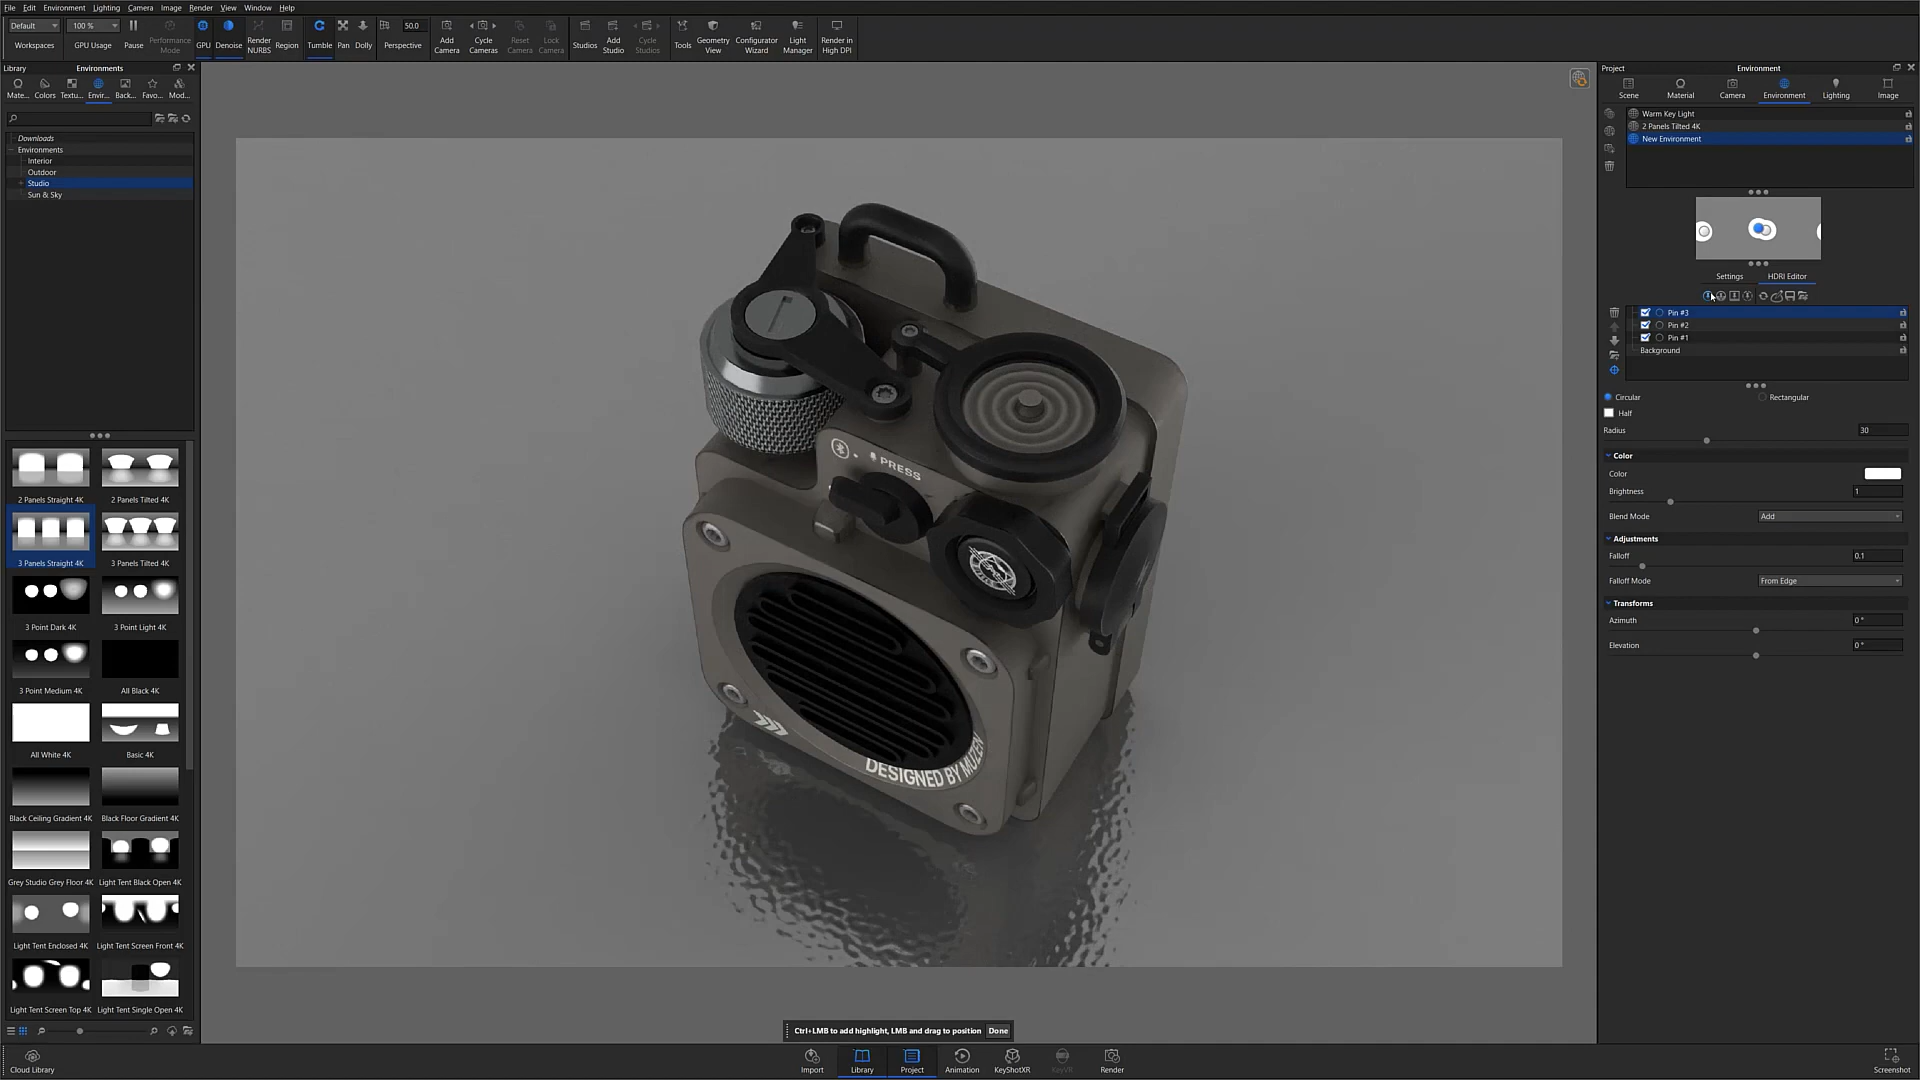 File Edit Environment Lighting Camera Image Render View Window Help
Default 100 % 50.0
Workspaces GPU Usage Pause Performance Mode GPU Denoise Render NURBS Region Tumble Pan Dolly Perspective Add Camera Cycle Cameras Reset Camera Lock Camera Studios Add Studio Cycle Studios Tools Geometry View Configurator Wizard Light Manager Render in High DPI
Library Environments
Mate... Colors Textu... Envir... Back... Favo... Mod...
Downloads
Environments
Interior
Outdoor
Studio
Sun & Sky
2 Panels Straight 4K 2 Panels Tilted 4K
3 Panels Straight 4K 3 Panels Tilted 4K
3 Point Dark 4K 3 Point Light 4K
3 Point Medium 4K All Black 4K
All White 4K Basic 4K
Black Ceiling Gradient 4K Black Floor Gradient 4K
Grey Studio Grey Floor 4K Light Tent Black Open 4K
Light Tent Enclosed 4K Light Tent Screen Front 4K
Light Tent Screen Top 4K Light Tent Single Open 4K
Cloud Library
PRESS
DESIGNED BY MUZEN
Ctrl+LMB to add highlight, LMB and drag to position Done
Import Library Project Animation KeyShotXR KeyVR Render Screenshot
Project Environment
Scene Material Camera Environment Lighting Image
Warm Key Light
2 Panels Tilted 4K
New Environment
Settings HDRI Editor
Pin #3
Pin #2
Pin #1
Background
Circular Rectangular
Half
Radius 30
Color
Color
Brightness 1
Blend Mode Add
Adjustments
Falloff 0.1
Falloff Mode From Edge
Transforms
Azimuth 0 °
Elevation 0 °